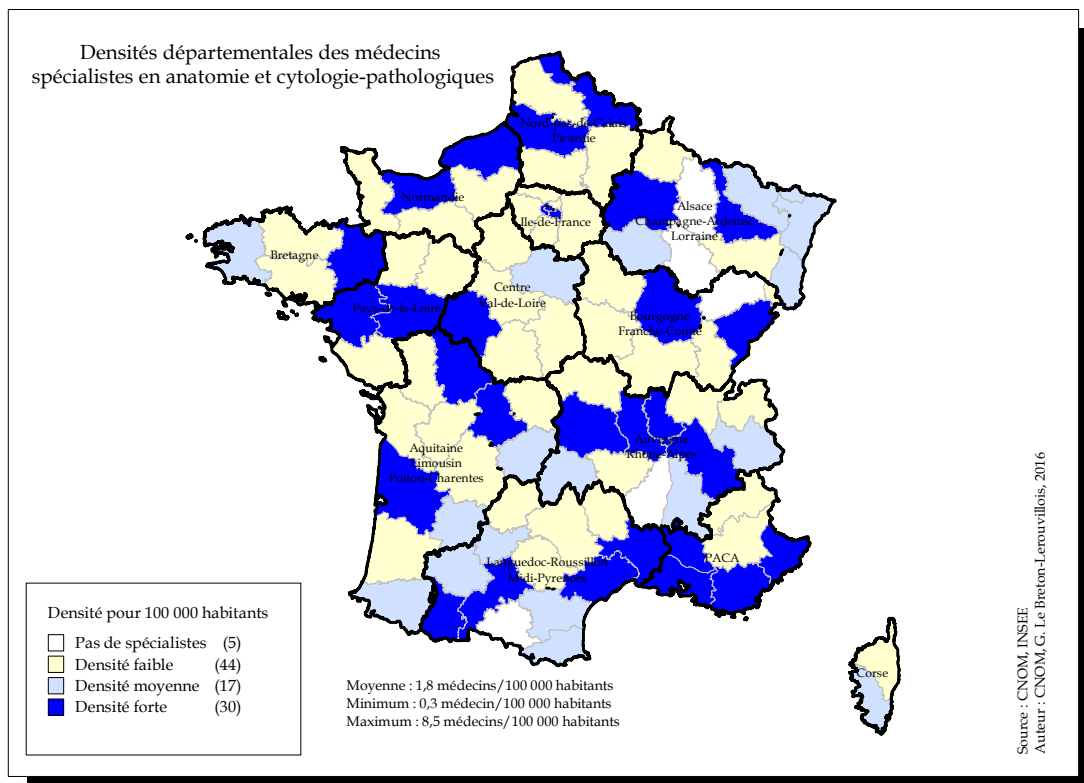 Densités départementales des médecins
spécialistes en anatomie et cytologie-pathologiques
Nord-pas-de-Calais
Picardie
Normandie
Ile-de-France
Alsace
Champagne-Ardenne
Lorraine
Bretagne
Centre
Val-de-Loire
Pays-de-la-Loire
Bourgogne
Franche-Comté
Auvergne
Rhône-Alpes
Aquitaine
Limousin
Poitou-Charentes
PACA
Languedoc-Roussillon
Midi-Pyrénées
Corse
Densité pour 100 000 habitants
Pas de spécialistes (5)
Densité faible (44)
Densité moyenne (17)
Densité forte (30)
Moyenne : 1,8 médecins/100 000 habitants
Minimum : 0,3 médecin/100 000 habitants
Maximum : 8,5 médecins/100 000 habitants
Source : CNOM, INSEE
Auteur : CNOM, G. Le Breton-Lerouvillois, 2016